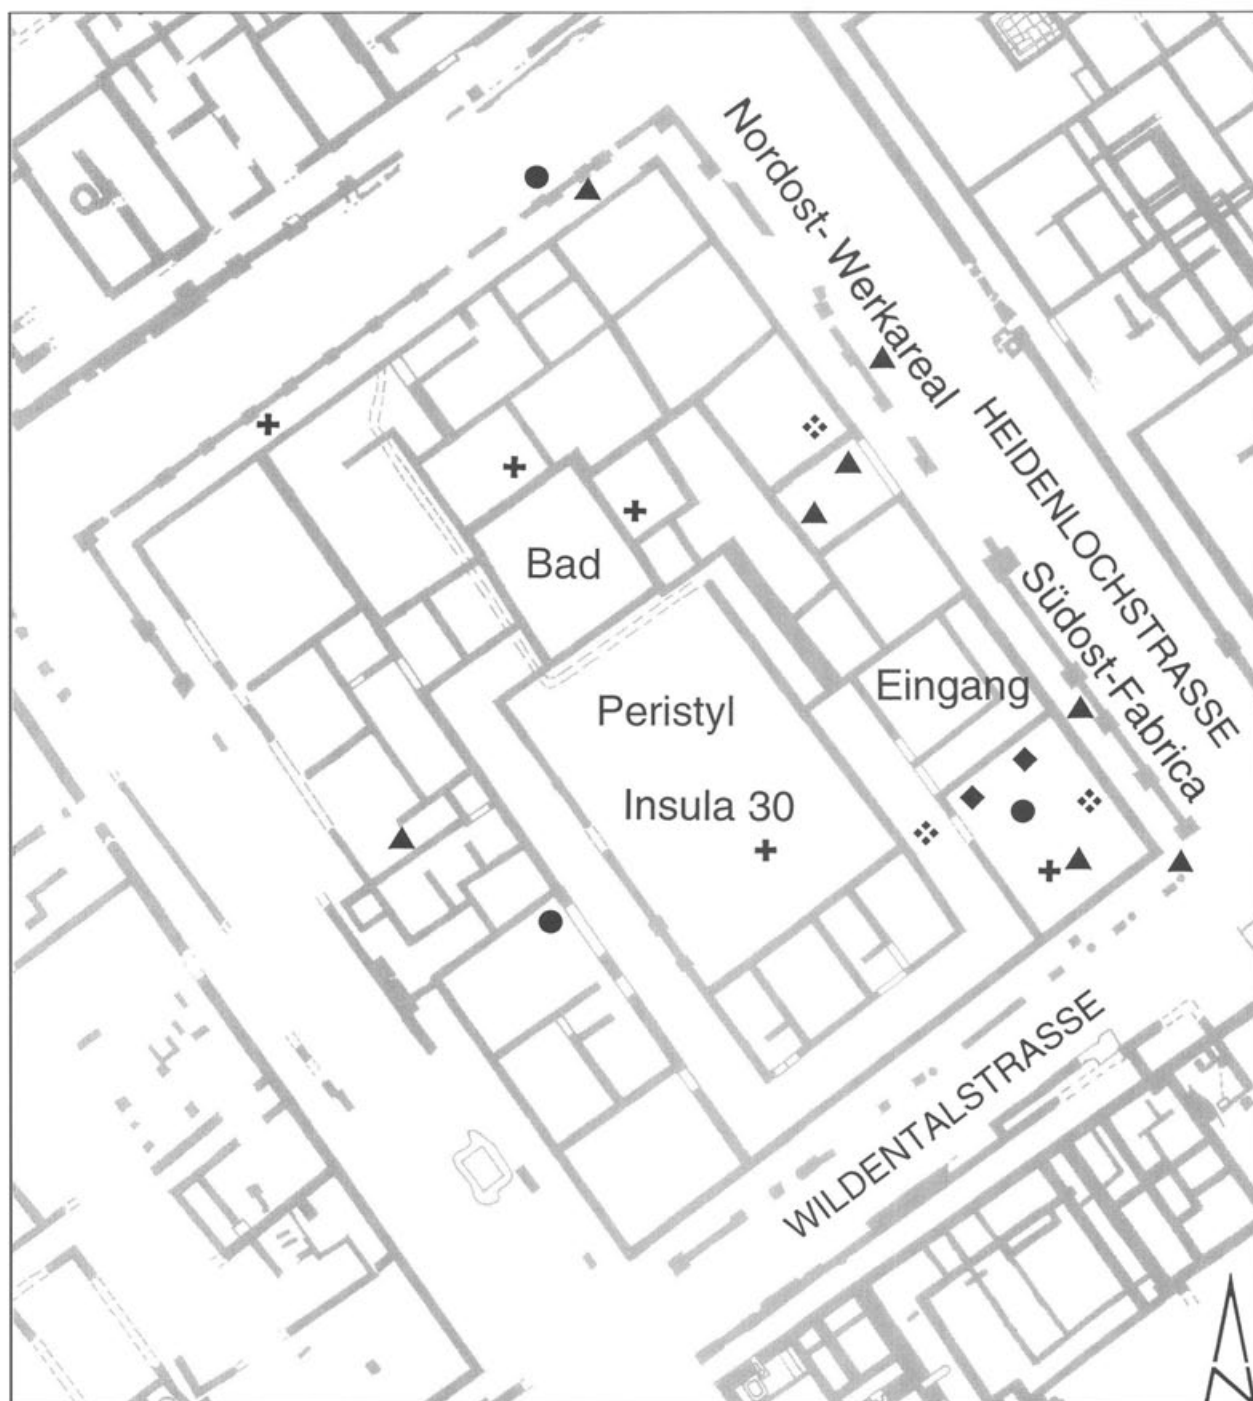 Nordost- Werkareal
HEIDENLOCHSTRASSE
Südost-Fabrica
Bad
Eingang
Peristyl
Insula 30
WILDENTALSTRASSE
N